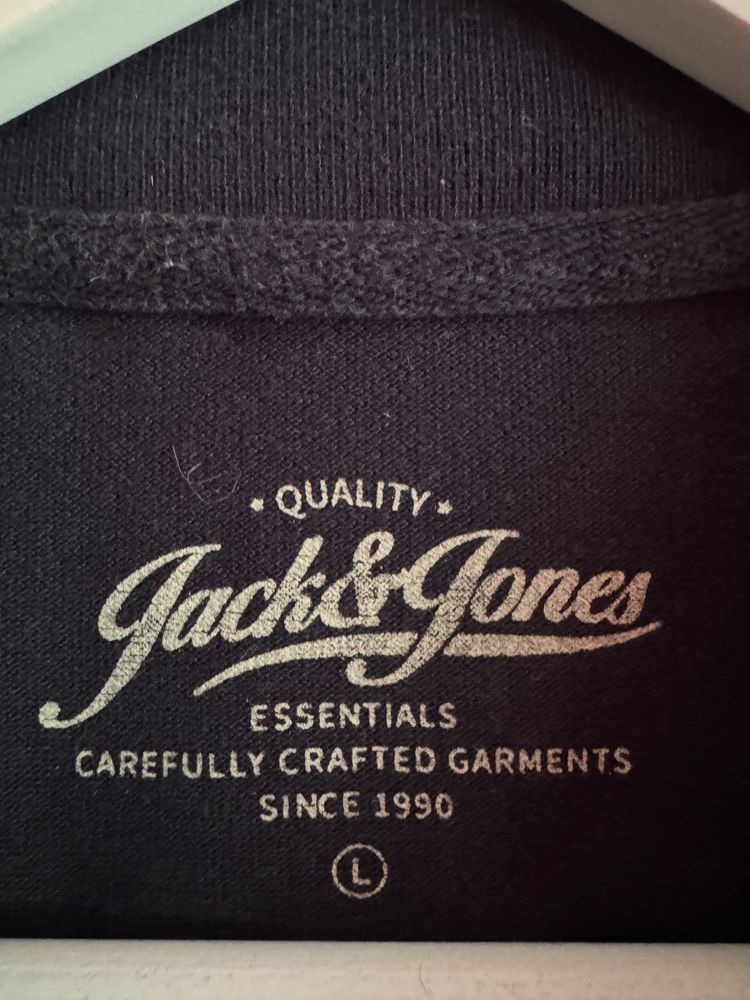 • QUALITY •
Jack & Jones
ESSENTIALS
CAREFULLY CRAFTED GARMENTS
SINCE 1990
L